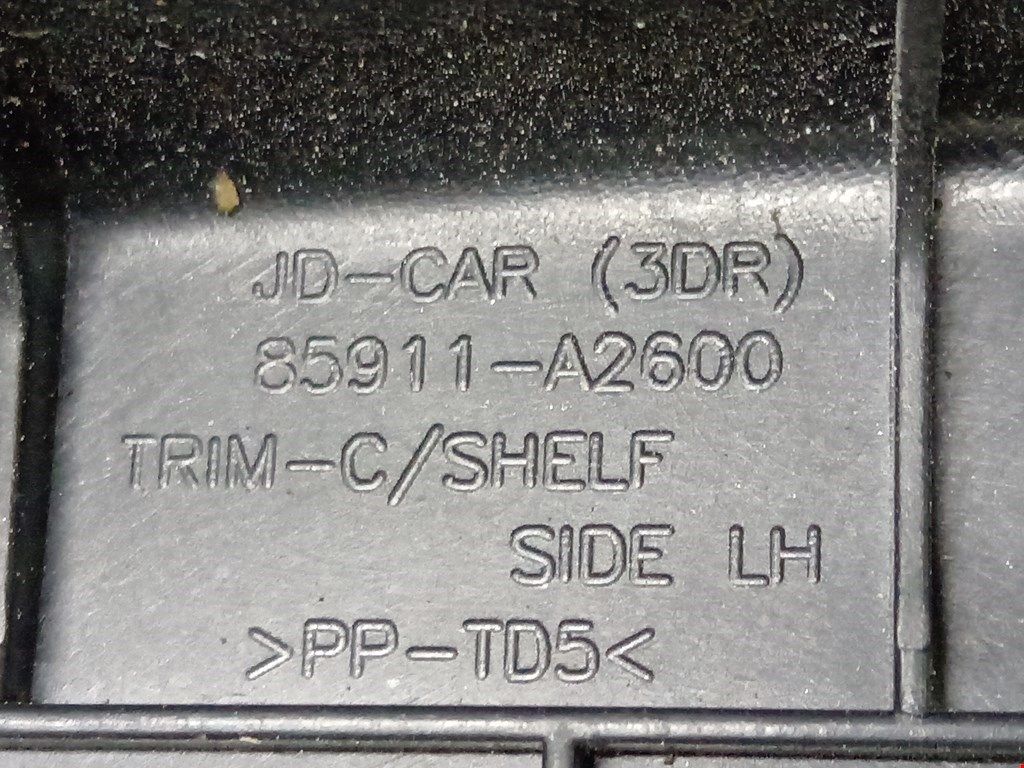 JD-CAR (3DR)
85911-A2600
TRIM-C/SHELF
SIDE LH
>PP-TD5<